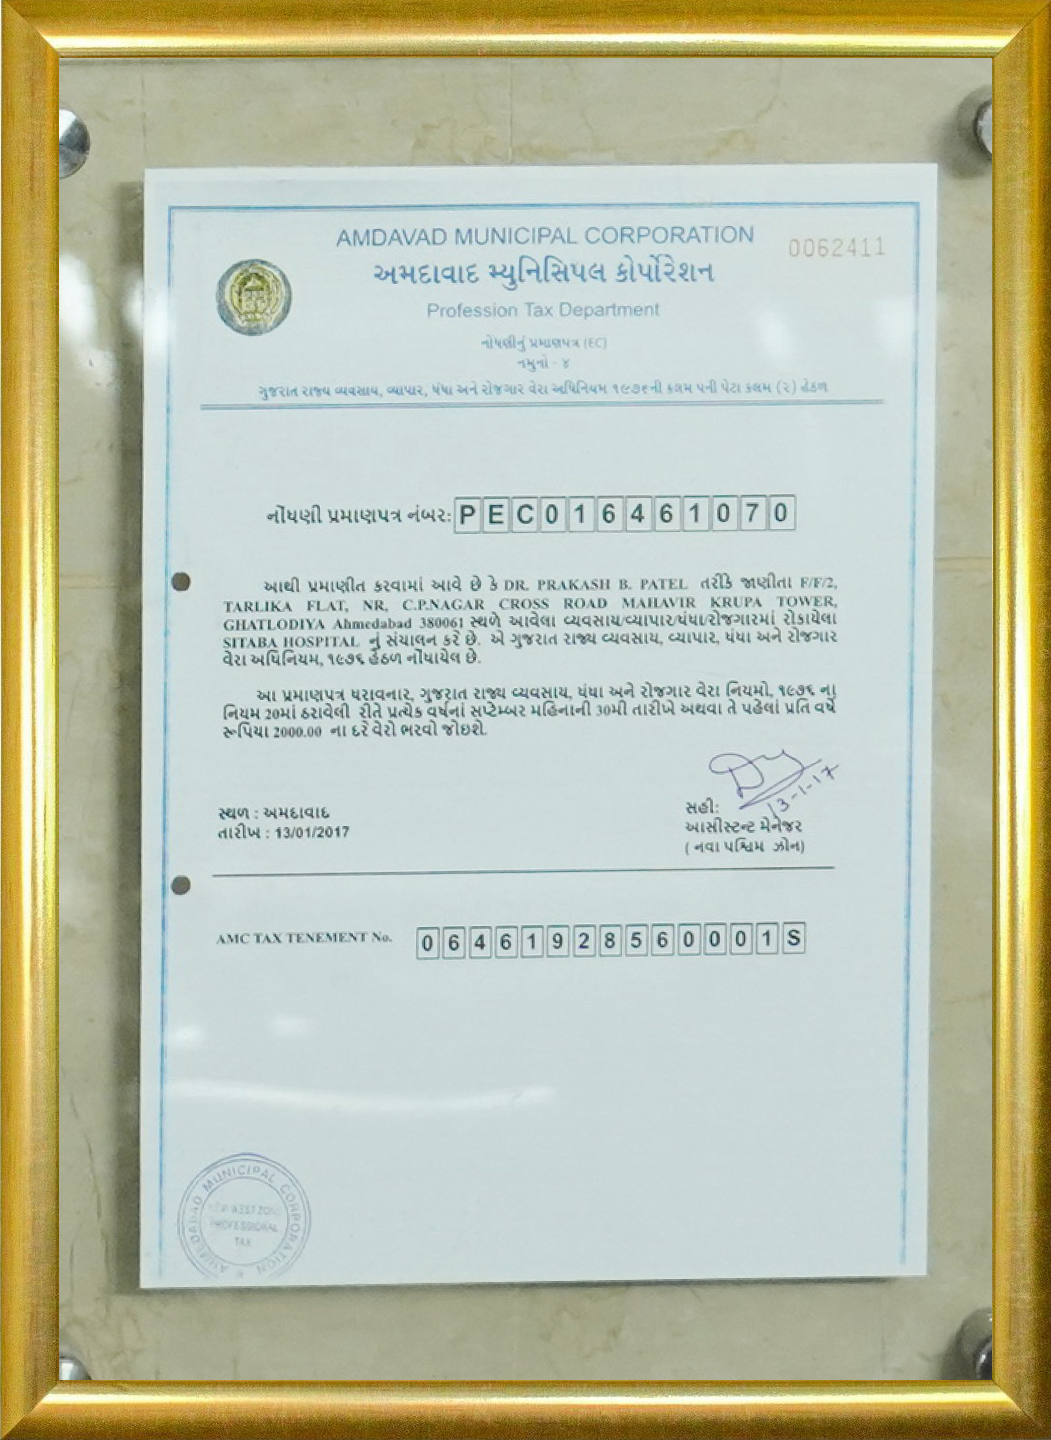 AMDAVAD MUNICIPAL CORPORATION
0062411
અમદાવાદ મ્યુનિસિપલ કોર્પોરેશન
Profession Tax Department
નોંધણીનું પ્રમાણપત્ર (EC)
નમુનો - ૪
ગુજરાત રાજ્ય વ્યવસાય, વ્યાપાર, ધંધા અને રોજગાર વેરા અધિનિયમ ૧૯૭૬ની કલમ ૫ની પેટા કલમ (૨) હેઠળ
નોંધણી પ્રમાણપત્ર નંબર: PEC016461070
આથી પ્રમાણીત કરવામાં આવે છે કે DR. PRAKASH B. PATEL તરીકે જાણીતા F/F/2,
TARLIKA FLAT, NR, C.P.NAGAR CROSS ROAD MAHAVIR KRUPA TOWER,
GHATLODIYA Ahmedabad 380061 સ્થળે આવેલા વ્યવસાય/વ્યાપાર/ધંધા/રોજગારમાં રોકાયેલા
SITABA HOSPITAL નું સંચાલન કરે છે. એ ગુજરાત રાજ્ય વ્યવસાય, વ્યાપાર, ધંધા અને રોજગાર
વેરા અધિનિયમ, ૧૯૭૬ હેઠળ નોંધાયેલ છે.
આ પ્રમાણપત્ર ધરાવનાર, ગુજરાત રાજ્ય વ્યવસાય, ધંધા અને રોજગાર વેરા નિયમો, ૧૯૭૬ ના
નિયમ 20માં ઠરાવેલી રીતે પ્રત્યેક વર્ષનાં સપ્ટેમ્બર મહિનાની 30મી તારીખે અથવા તે પહેલાં પ્રતિ વર્ષે
રૂપિયા 2000.00 ના દરે વેરો ભરવો જોઇશે.
13-1-17
સ્થળ : અમદાવાદ
તારીખ : 13/01/2017
સહી:
આસીસ્ટન્ટ મેનેજર
( નવા પશ્ચિમ ઝોન)
AMC TAX TENEMENT No. 06461928560001S
AHMEDABAD MUNICIPAL CORPORATION
WEST ZONE
PROFESSIONAL
TAX